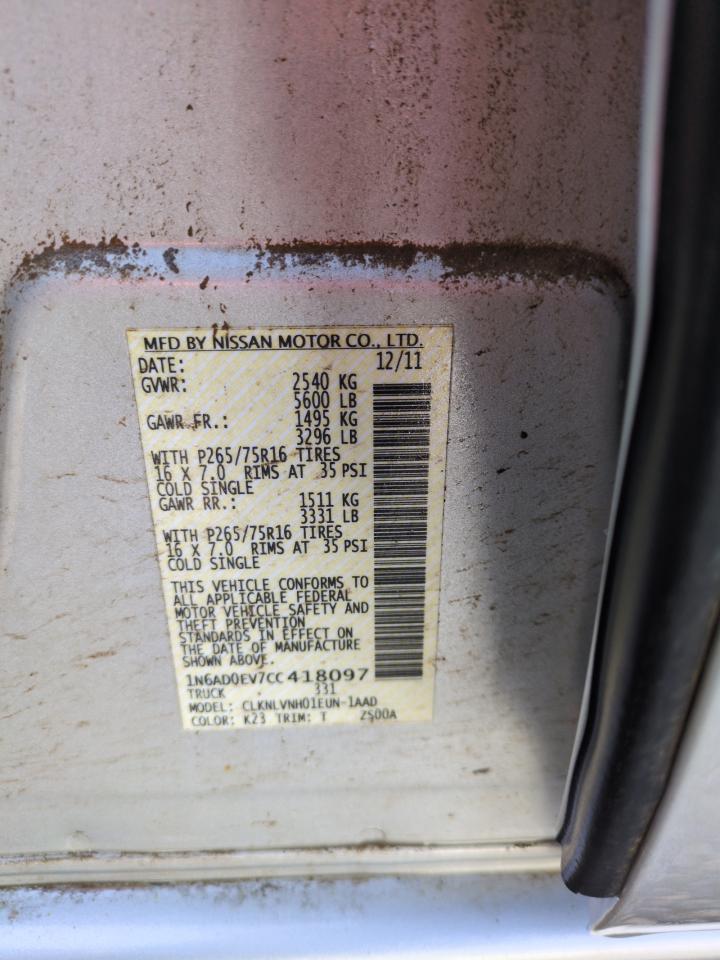 MFD BY NISSAN MOTOR CO., LTD.
DATE: 12/11
GVWR: 2540 KG
5600 LB
GAWR FR.: 1495 KG
3296 LB
WITH P265/75R16 TIRES
16 X 7.0 RIMS AT 35 PSI
COLD SINGLE
GAWR RR.: 1511 KG
3331 LB
WITH P265/75R16 TIRES
16 X 7.0 RIMS AT 35 PSI
COLD SINGLE
THIS VEHICLE CONFORMS TO
ALL APPLICABLE FEDERAL
MOTOR VEHICLE SAFETY AND
THEFT PREVENTION
STANDARDS IN EFFECT ON
THE DATE OF MANUFACTURE
SHOWN ABOVE.
1N6AD0EV7CC418097
TRUCK 331
MODEL: CLKNLVNH01EUN-1AAD
COLOR: K23 TRIM: T ZS00A